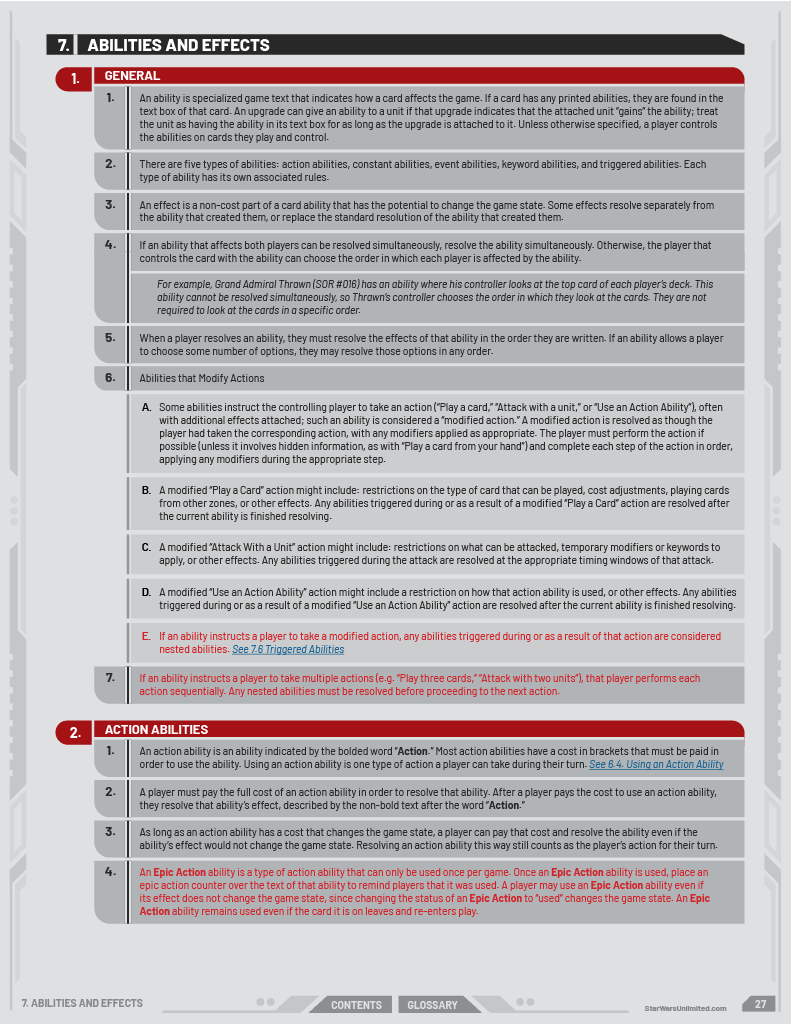 7. ABILITIES AND EFFECTS
1. GENERAL
1. An ability is specialized game text that indicates how a card affects the game. If a card has any printed abilities, they are found in the
text box of that card. An upgrade can give an ability to a unit if that upgrade indicates that the attached unit “gains” the ability; treat
the unit as having the ability in its text box for as long as the upgrade is attached to it. Unless otherwise specified, a player controls
the abilities on cards they play and control.
2. There are five types of abilities: action abilities, constant abilities, event abilities, keyword abilities, and triggered abilities. Each
type of ability has its own associated rules.
3. An effect is a non-cost part of a card ability that has the potential to change the game state. Some effects resolve separately from
the ability that created them, or replace the standard resolution of the ability that created them.
4. If an ability that affects both players can be resolved simultaneously, resolve the ability simultaneously. Otherwise, the player that
controls the card with the ability can choose the order in which each player is affected by the ability.
For example, Grand Admiral Thrawn (SOR #016) has an ability where his controller looks at the top card of each player’s deck. This
ability cannot be resolved simultaneously, so Thrawn’s controller chooses the order in which they look at the cards. They are not
required to look at the cards in a specific order.
5. When a player resolves an ability, they must resolve the effects of that ability in the order they are written. If an ability allows a player
to choose some number of options, they may resolve those options in any order.
6. Abilities that Modify Actions
A. Some abilities instruct the controlling player to take an action (“Play a card,” “Attack with a unit,” or “Use an Action Ability”), often
with additional effects attached; such an ability is considered a “modified action.” A modified action is resolved as though the
player had taken the corresponding action, with any modifiers applied as appropriate. The player must perform the action if
possible (unless it involves hidden information, as with “Play a card from your hand”) and complete each step of the action in order,
applying any modifiers during the appropriate step.
B. A modified “Play a Card” action might include: restrictions on the type of card that can be played, cost adjustments, playing cards
from other zones, or other effects. Any abilities triggered during or as a result of a modified “Play a Card” action are resolved after
the current ability is finished resolving.
C. A modified “Attack With a Unit” action might include: restrictions on what can be attacked, temporary modifiers or keywords to
apply, or other effects. Any abilities triggered during the attack are resolved at the appropriate timing windows of that attack.
D. A modified “Use an Action Ability” action might include a restriction on how that action ability is used, or other effects. Any abilities
triggered during or as a result of a modified “Use an Action Ability” action are resolved after the current ability is finished resolving.
E. If an ability instructs a player to take a modified action, any abilities triggered during or as a result of that action are considered
nested abilities. See 7.6 Triggered Abilities
7. If an ability instructs a player to take multiple actions (e.g. “Play three cards,” “Attack with two units”), that player performs each
action sequentially. Any nested abilities must be resolved before proceeding to the next action.
2. ACTION ABILITIES
1. An action ability is an ability indicated by the bolded word “Action.” Most action abilities have a cost in brackets that must be paid in
order to use the ability. Using an action ability is one type of action a player can take during their turn. See 6.4. Using an Action Ability
2. A player must pay the full cost of an action ability in order to resolve that ability. After a player pays the cost to use an action ability,
they resolve that ability’s effect, described by the non-bold text after the word “Action.”
3. As long as an action ability has a cost that changes the game state, a player can pay that cost and resolve the ability even if the
ability’s effect would not change the game state. Resolving an action ability this way still counts as the player’s action for their turn.
4. An Epic Action ability is a type of action ability that can only be used once per game. Once an Epic Action ability is used, place an
epic action counter over the text of that ability to remind players that it was used. A player may use an Epic Action ability even if
its effect does not change the game state, since changing the status of an Epic Action to “used” changes the game state. An Epic
Action ability remains used even if the card it is on leaves and re-enters play.
7. ABILITIES AND EFFECTS
CONTENTS
GLOSSARY
StarWarsUnlimited.com
27